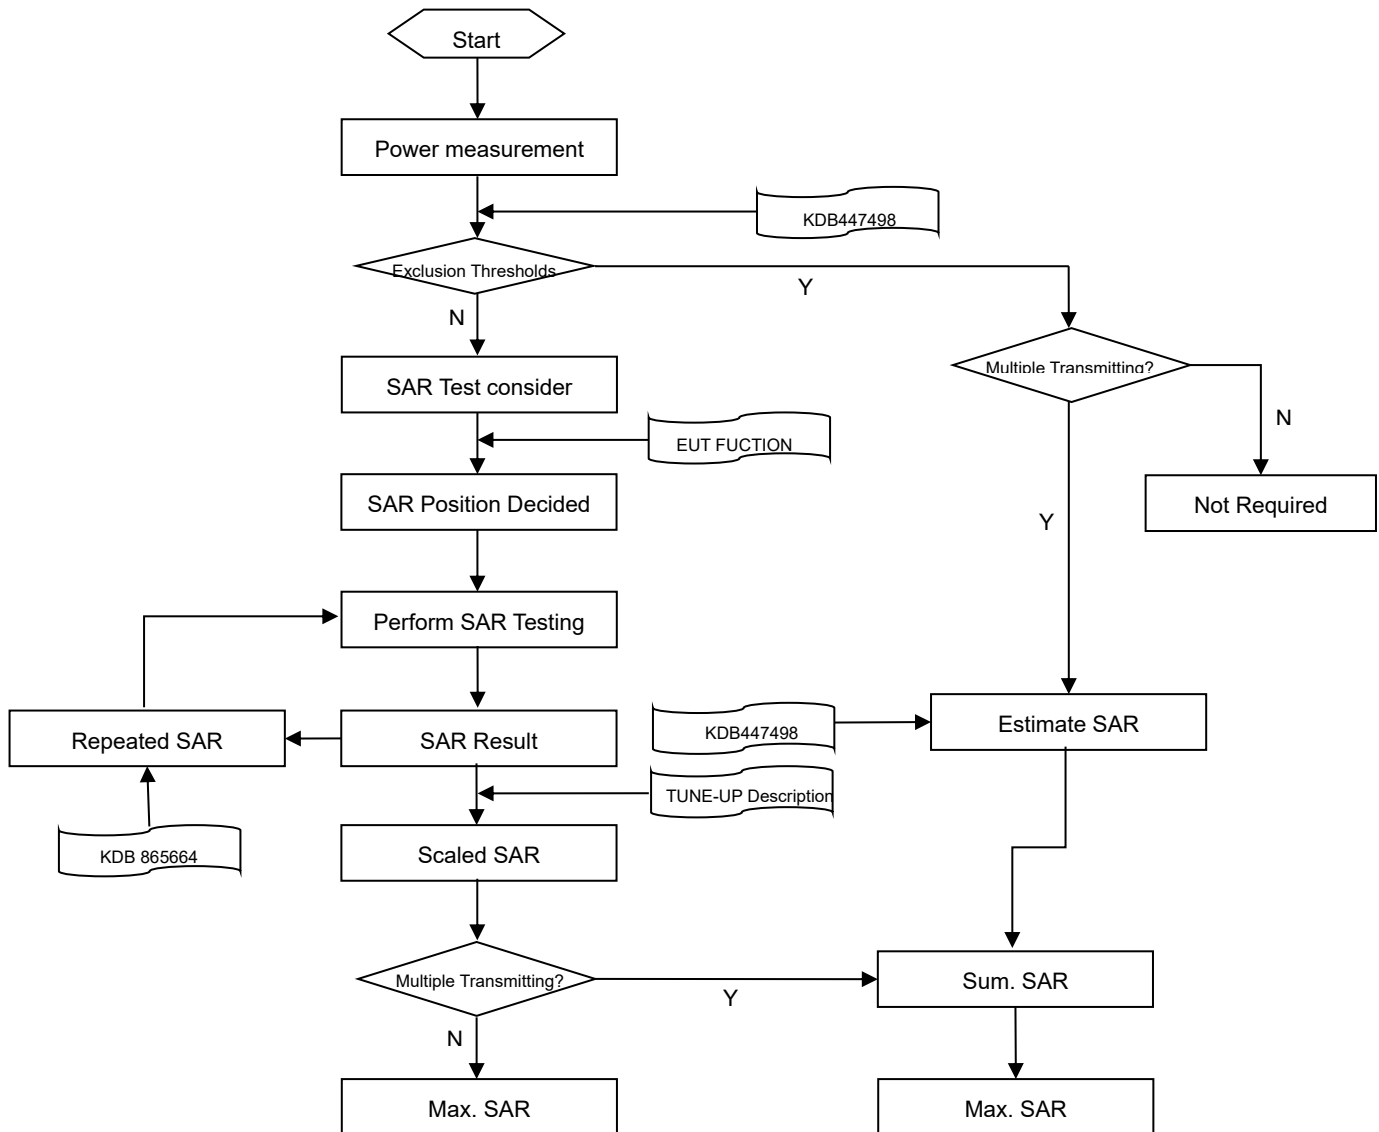 Start
Power measurement
KDB447498
Exclusion Thresholds
Y
N
Multiple Transmitting?
SAR Test consider
N
EUT FUCTION
SAR Position Decided
Not Required
Y
Perform SAR Testing
Repeated SAR
SAR Result
KDB447498
Estimate SAR
TUNE-UP Description
KDB 865664
Scaled SAR
Multiple Transmitting?
Y
Sum. SAR
N
Max. SAR
Max. SAR